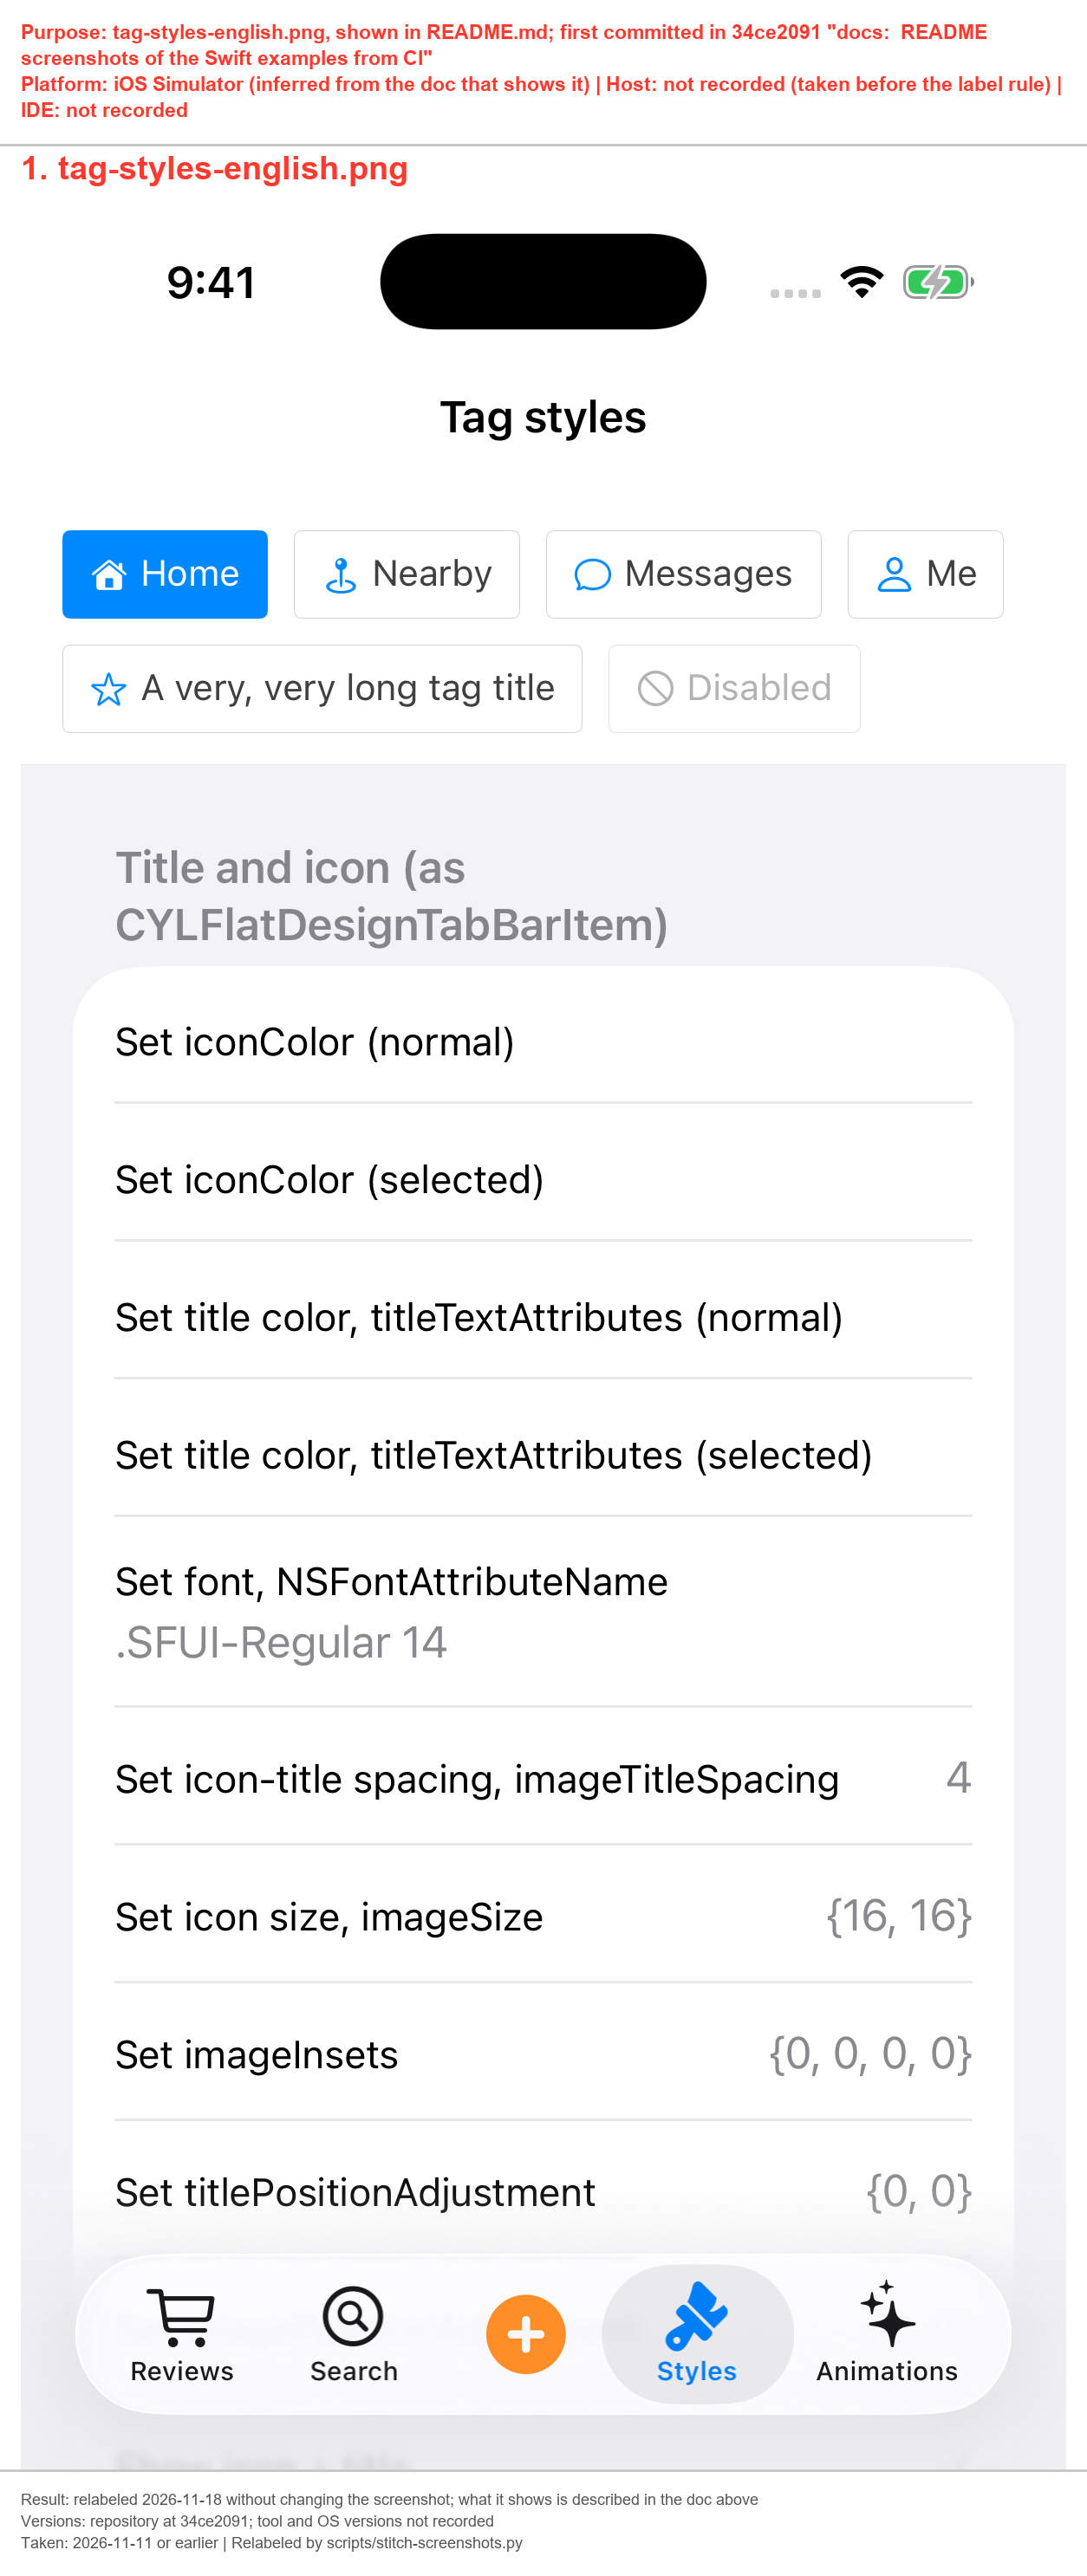 Purpose: tag-styles-english.png, shown in README.md; first committed in 34ce2091 "docs:  README
screenshots of the Swift examples from CI"
Platform: iOS Simulator (inferred from the doc that shows it) | Host: not recorded (taken before the label rule) |
IDE: not recorded
1. tag-styles-english.png
9:41
Tag styles
Home
Nearby
Messages
Me
A very, very long tag title
Disabled
Title and icon (as
CYLFlatDesignTabBarItem)
Set iconColor (normal)
Set iconColor (selected)
Set title color, titleTextAttributes (normal)
Set title color, titleTextAttributes (selected)
Set font, NSFontAttributeName
.SFUI-Regular 14
Set icon-title spacing, imageTitleSpacing 4
Set icon size, imageSize {16, 16}
Set imageInsets {0, 0, 0, 0}
Set titlePositionAdjustment {0, 0}
Reviews
Search
Styles
Animations
Result: relabeled 2026-11-18 without changing the screenshot; what it shows is described in the doc above
Versions: repository at 34ce2091; tool and OS versions not recorded
Taken: 2026-11-11 or earlier | Relabeled by scripts/stitch-screenshots.py